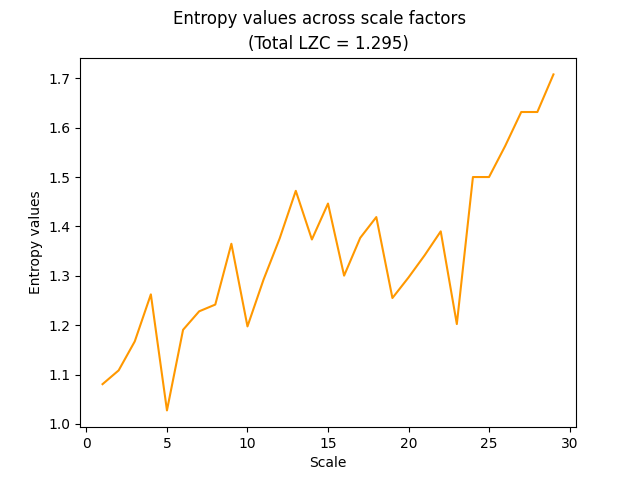 Entropy values across scale factors
(Total LZC = 1.295)
1.7
1.6
1.5
1.4
1.3
1.2
1.1
1.0
Entropy values
0 5 10 15 20 25 30
Scale